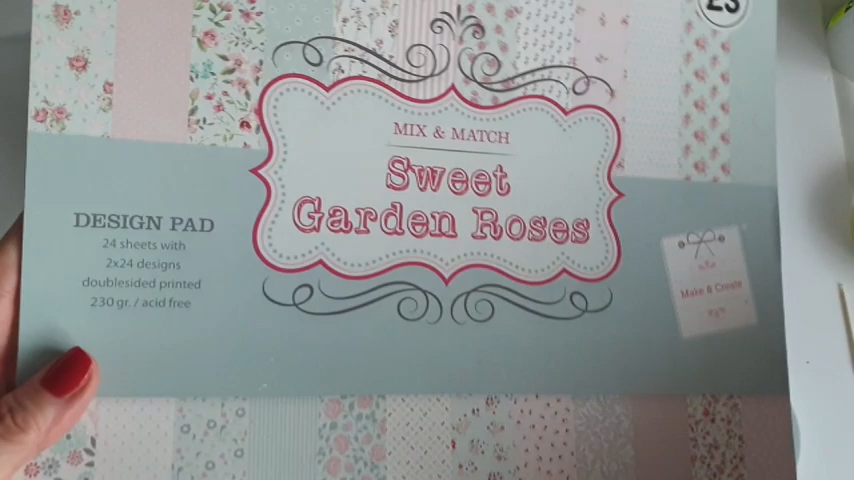 23
MIX & MATCH
Sweet
Garden Roses
DESIGN PAD
24 sheets with
2x24 designs
doublesided printed
230 gr. / acid free
Make & Create